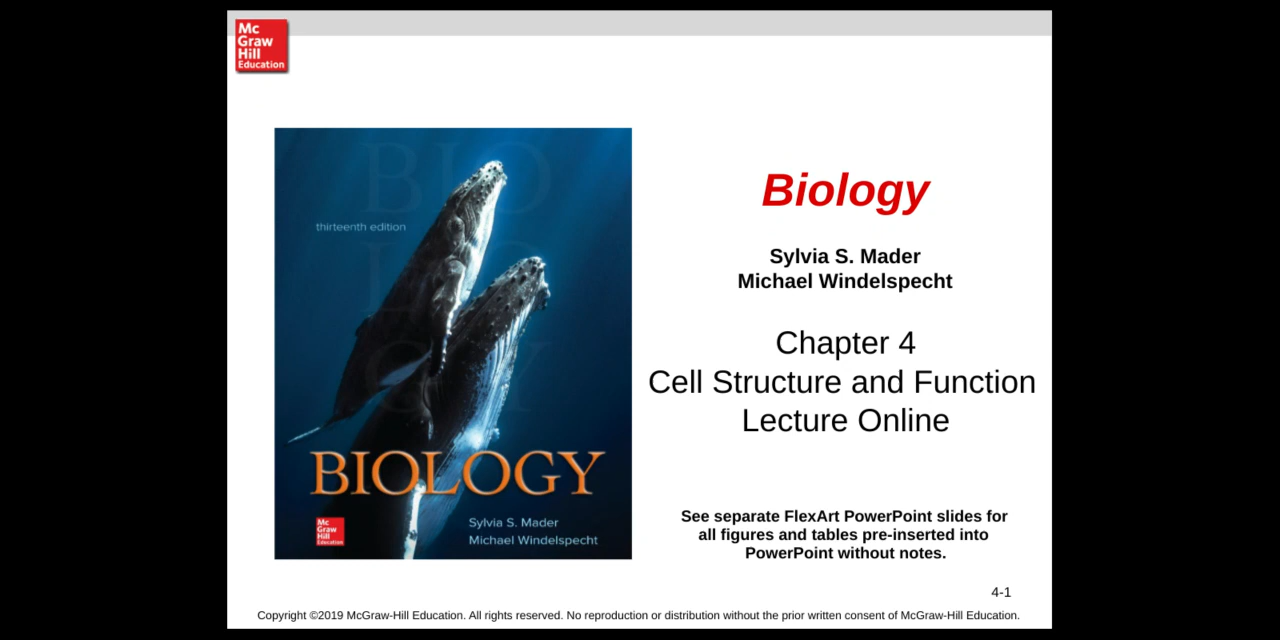 Mc
Graw
Hill
Education
BIO
LO
GY
thirteenth edition
BIOLOGY
Mc
Graw
Hill
Education
Sylvia S. Mader
Michael Windelspecht
Biology
Sylvia S. Mader
Michael Windelspecht
Chapter 4
Cell Structure and Function
Lecture Online
See separate FlexArt PowerPoint slides for
all figures and tables pre-inserted into
PowerPoint without notes.
4-1
Copyright ©2019 McGraw-Hill Education. All rights reserved. No reproduction or distribution without the prior written consent of McGraw-Hill Education.